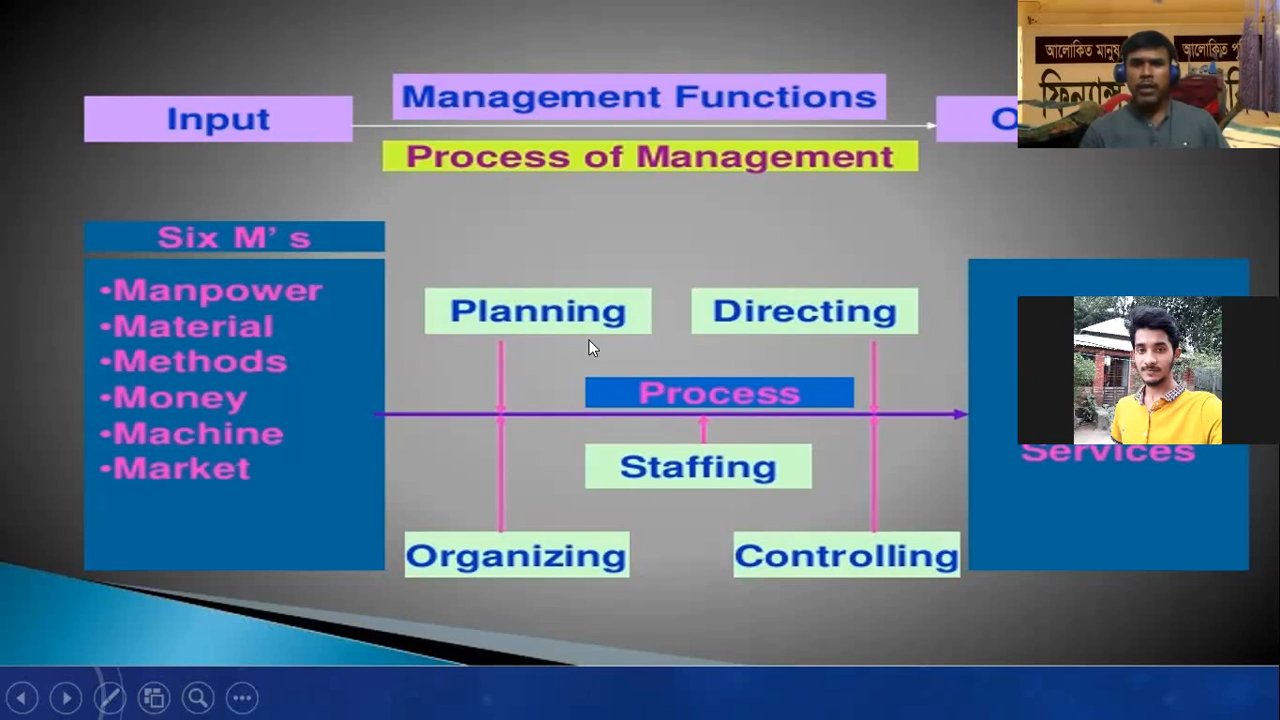 Input
Management Functions
Process of Management
Six M's
•Manpower
•Material
•Methods
•Money
•Machine
•Market
Planning
Directing
Process
Staffing
Organizing
Controlling
Services
আলোকিত মানুষ